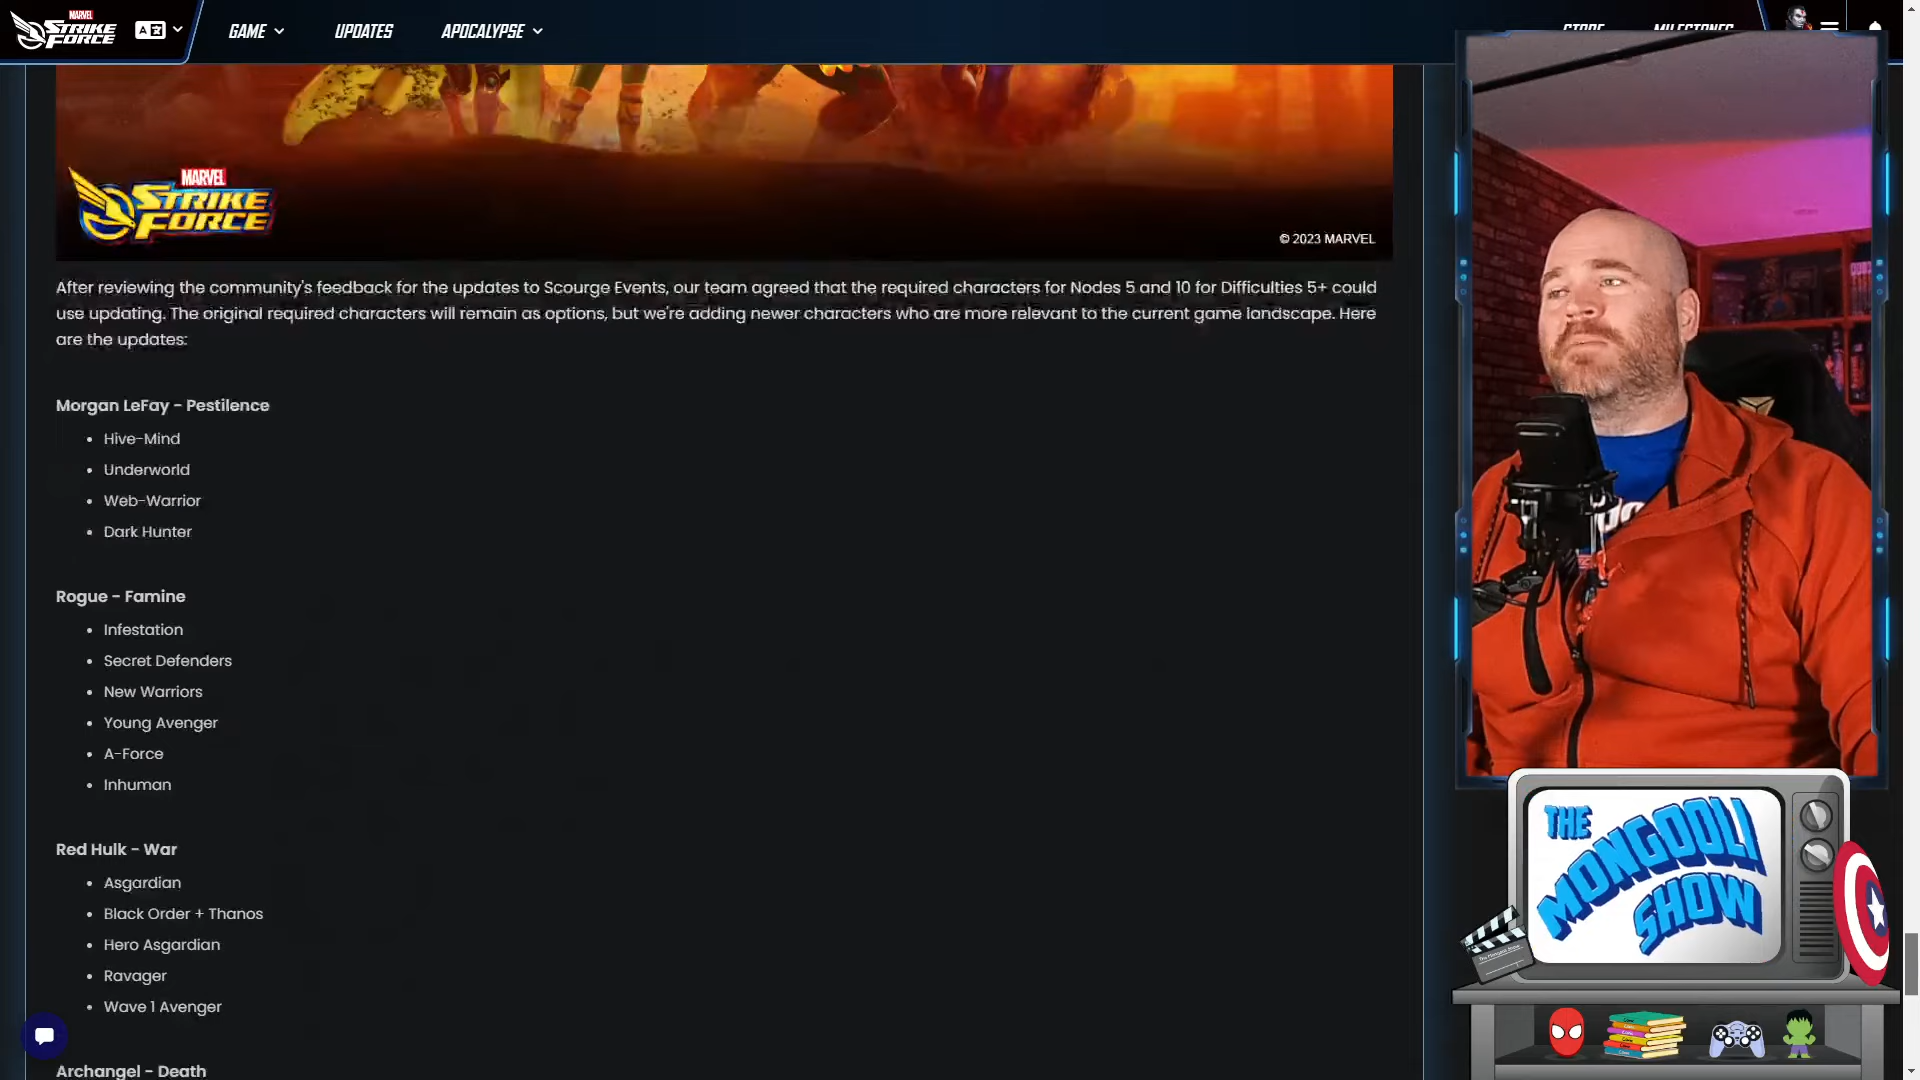 MARVEL
STRIKE
FORCE
GAME
UPDATES
APOCALYPSE
STORE
MILESTONES
MARVEL
STRIKE
FORCE
© 2023 MARVEL
After reviewing the community's feedback for the updates to Scourge Events, our team agreed that the required characters for Nodes 5 and 10 for Difficulties 5+ could
use updating. The original required characters will remain as options, but we're adding newer characters who are more relevant to the current game landscape. Here
are the updates:
Morgan LeFay - Pestilence
• Hive-Mind
• Underworld
• Web-Warrior
• Dark Hunter
Rogue - Famine
• Infestation
• Secret Defenders
• New Warriors
• Young Avenger
• A-Force
• Inhuman
Red Hulk - War
• Asgardian
• Black Order + Thanos
• Hero Asgardian
• Ravager
• Wave 1 Avenger
Archangel - Death
THE
MONGOOLI
SHOW